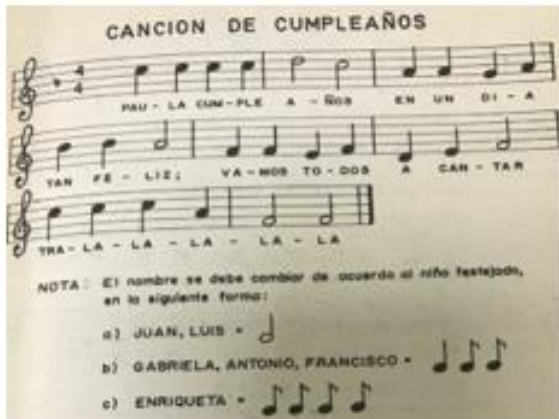 CANCION DE CUMPLEAÑOS
4
4
PAU-LA CUM-PLE A-ÑOS EN UN DI-A
TAN FE-LIZ; VA-MOS TO-DOS A CAN-TAR
TRA-LA-LA-LA-LA-LA
NOTA: El nombre se debe cambiar de acuerdo al niño festejado,
en la siguiente forma:
a) JUAN, LUIS =
b) GABRIELA, ANTONIO, FRANCISCO =
c) ENRIQUETA =